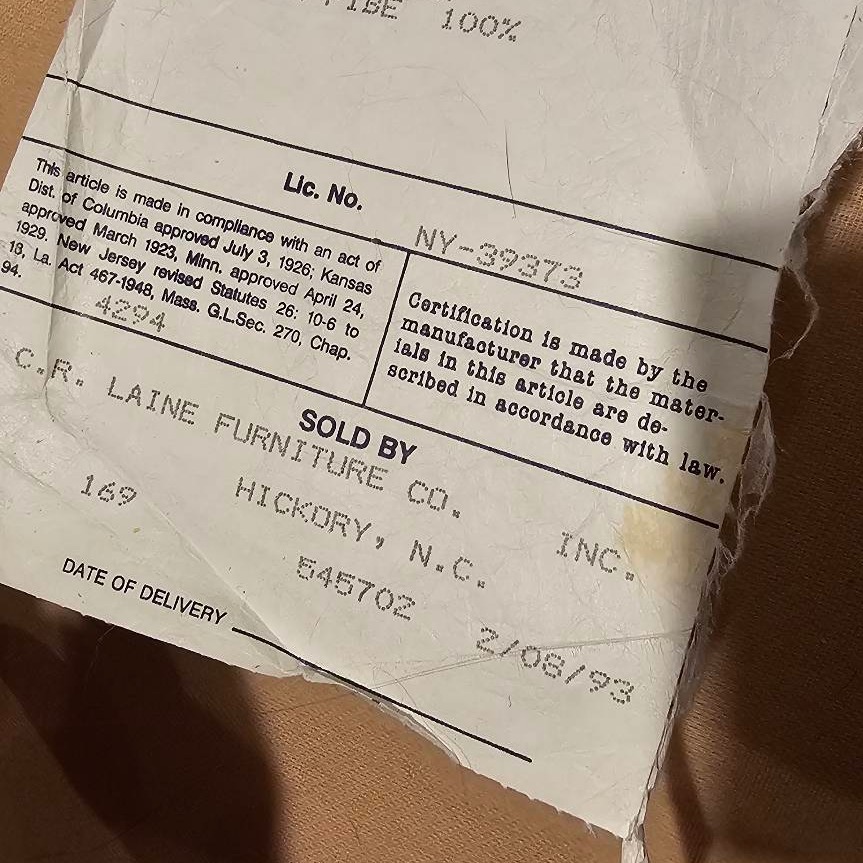 100%
Lic. No.
NY-39373
This article is made in compliance with an act of
Dist. of Columbia approved July 3, 1926; Kansas
approved March 1923, Minn. approved April 24,
1929. New Jersey revised Statutes 26: 10-6 to
18, La. Act 467-1948, Mass. G.L.Sec. 270, Chap.
94.
4294
Certification is made by the
manufacturer that the mater-
ials in this article are de-
scribed in accordance with law.
SOLD BY
C.R. LAINE FURNITURE CO. INC.
HICKORY, N.C.
169 545702 2/08/93
DATE OF DELIVERY